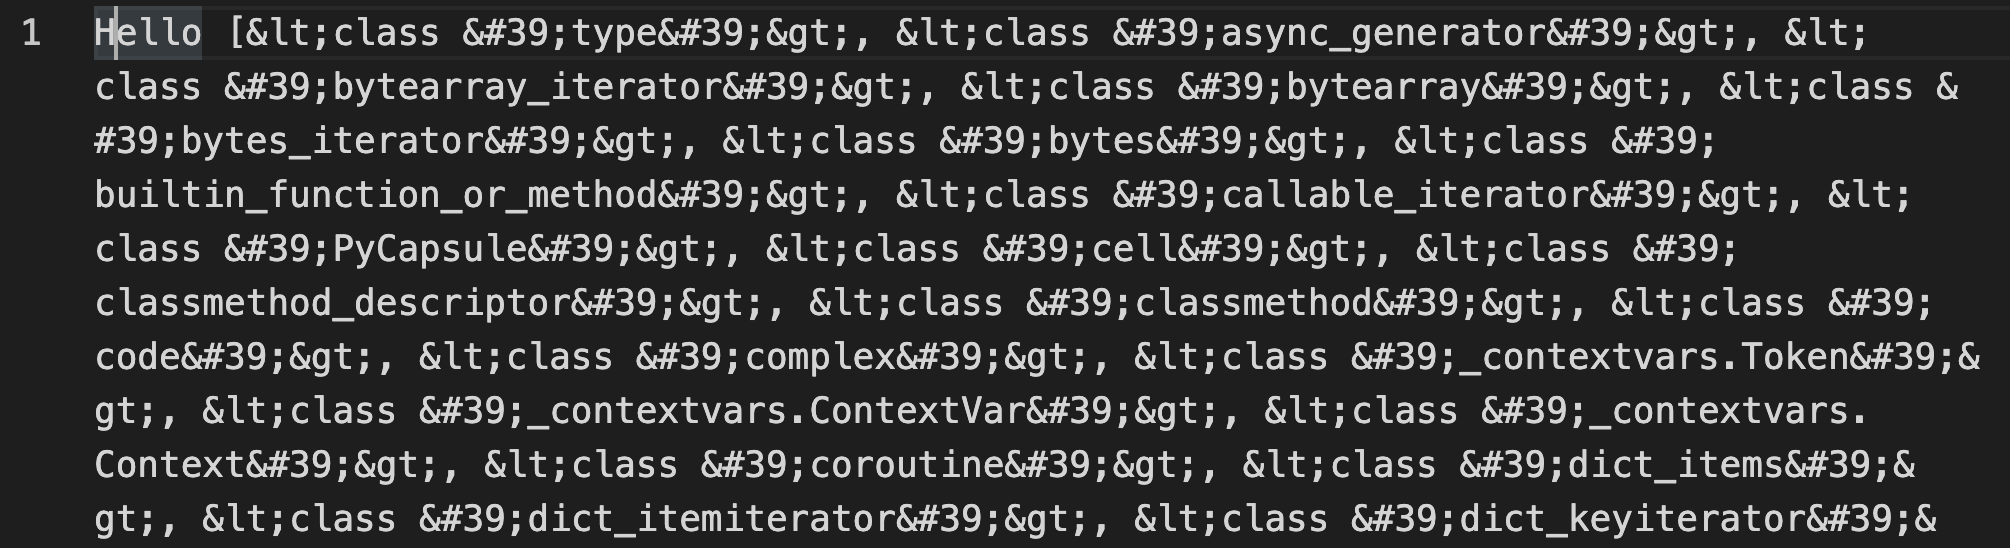 1 Hello [&lt;class &#39;type&#39;&gt;, &lt;class &#39;async_generator&#39;&gt;, &lt;
class &#39;bytearray_iterator&#39;&gt;, &lt;class &#39;bytearray&#39;&gt;, &lt;class &
#39;bytes_iterator&#39;&gt;, &lt;class &#39;bytes&#39;&gt;, &lt;class &#39;
builtin_function_or_method&#39;&gt;, &lt;class &#39;callable_iterator&#39;&gt;, &lt;
class &#39;PyCapsule&#39;&gt;, &lt;class &#39;cell&#39;&gt;, &lt;class &#39;
classmethod_descriptor&#39;&gt;, &lt;class &#39;classmethod&#39;&gt;, &lt;class &#39;
code&#39;&gt;, &lt;class &#39;complex&#39;&gt;, &lt;class &#39;_contextvars.Token&#39;&
gt;, &lt;class &#39;_contextvars.ContextVar&#39;&gt;, &lt;class &#39;_contextvars.
Context&#39;&gt;, &lt;class &#39;coroutine&#39;&gt;, &lt;class &#39;dict_items&#39;&
gt;, &lt;class &#39;dict_itemiterator&#39;&gt;, &lt;class &#39;dict_keyiterator&#39;&